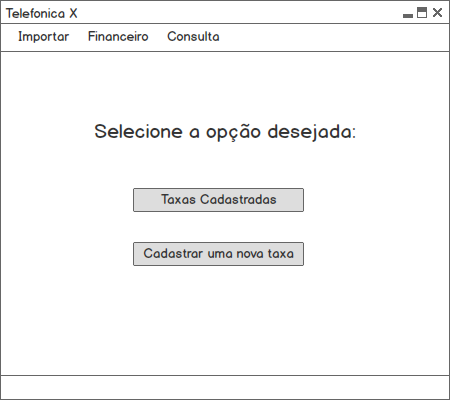 Telefonica X
Importar Financeiro Consulta
Selecione a opção desejada:
Taxas Cadastradas
Cadastrar uma nova taxa